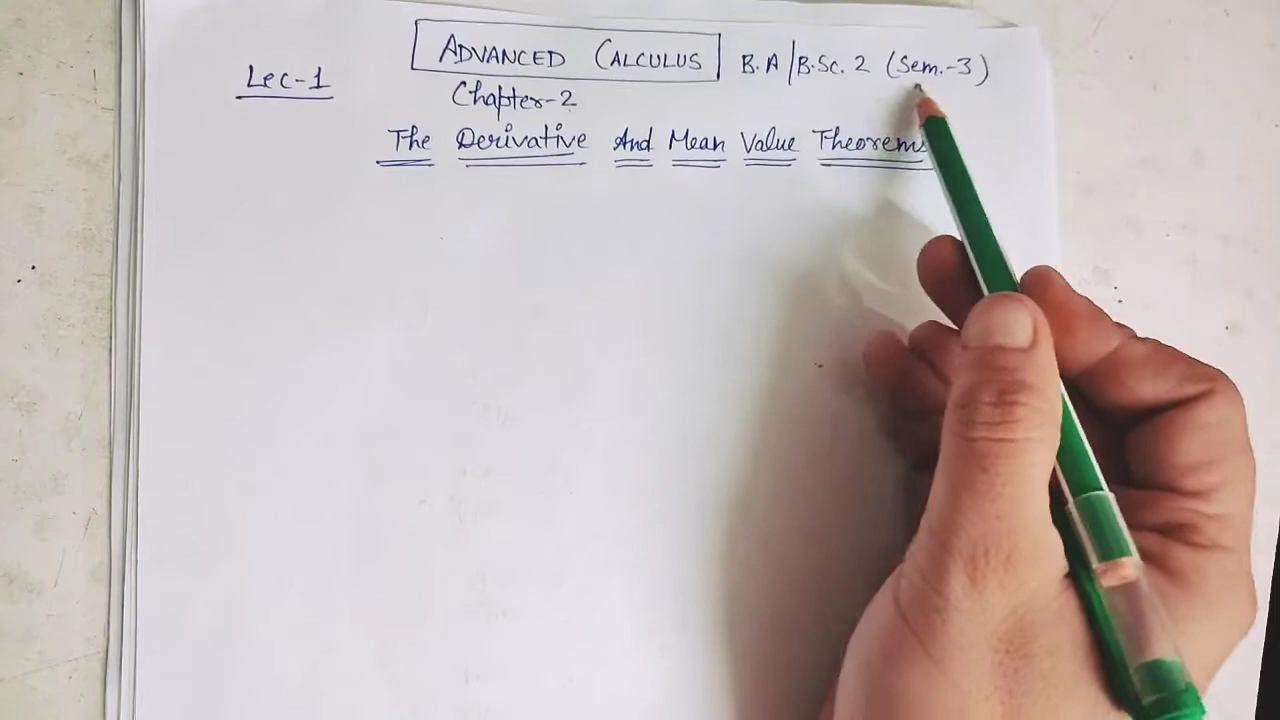 Lec-1
ADVANCED CALCULUS B.A/B.Sc. 2 (Sem.-3)
Chapter-2
The Derivative And Mean Value Theorems